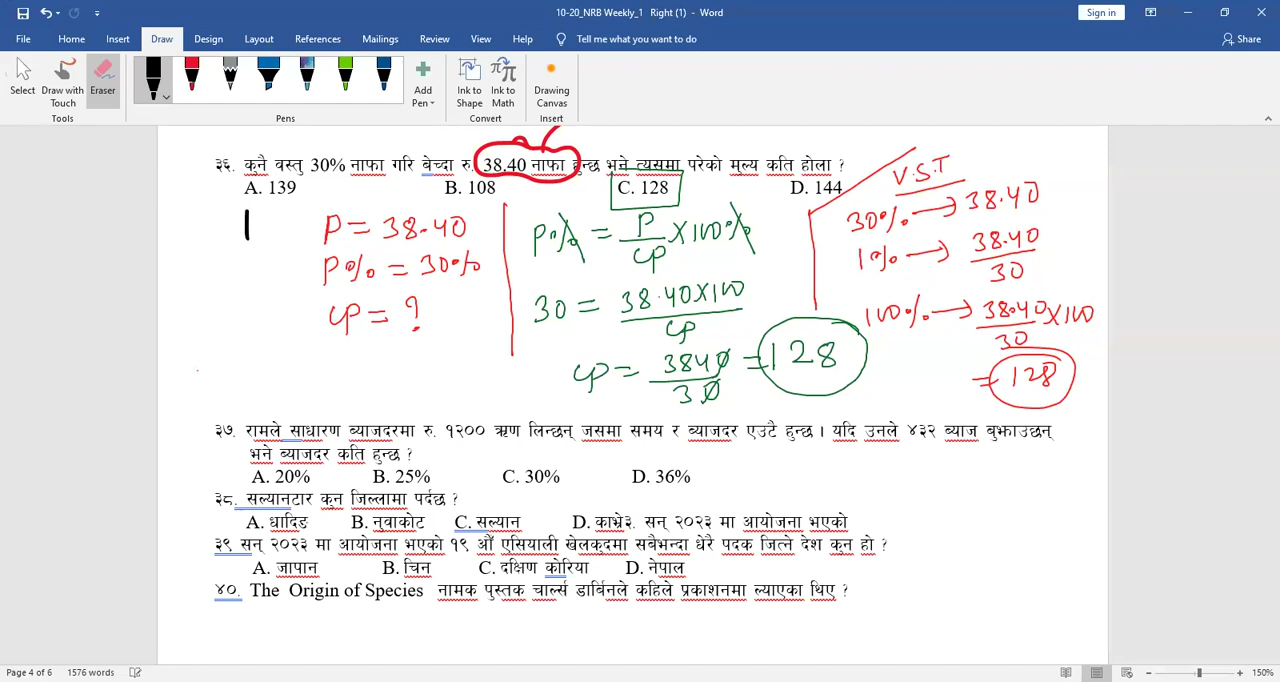 10-20_NRB Weekly_1 Right (1) - Word
Sign in
File Home Insert Draw Design Layout References Mailings Review View Help Tell me what you want to do Share
Select Draw with Touch Eraser Add Pen Ink to Shape Ink to Math Drawing Canvas
Tools Pens Convert Insert
३६. कुनै वस्तु 30% नाफा गरि बेच्दा रु. 38.40 नाफा हुन्छ भने त्यसमा परेको मूल्य कति होला ?
A. 139 B. 108 C. 128 D. 144
P = 38.40
P% = 30%
CP = ?
P% = P/CP × 100%
30 = 38.40×100/CP
CP = 3840/30 = 128
V.S.T
30% → 38.40
1% → 38.40/30
100% → 38.40/30 × 100
= 128
३७. रामले साधारण ब्याजदरमा रु. १२०० ऋण लिन्छन् जसमा समय र ब्याजदर एउटै हुन्छ । यदि उनले ४३२ ब्याज बुझाउछन्
भने ब्याजदर कति हुन्छ ?
A. 20% B. 25% C. 30% D. 36%
३८. सल्यानटार कुन जिल्लामा पर्दछ ?
A. धादिङ B. नुवाकोट C. सल्यान D. काभ्रे३. सन् २०२३ मा आयोजना भएको
३९ सन् २०२३ मा आयोजना भएको १९ औं एसियाली खेलकुदमा सबैभन्दा धेरै पदक जित्ने देश कुन हो ?
A. जापान B. चिन C. दक्षिण कोरिया D. नेपाल
४०. The Origin of Species नामक पुस्तक चार्ल्स डार्बिनले कहिले प्रकाशनमा ल्याएका थिए ?
Page 4 of 6 1576 words 150%